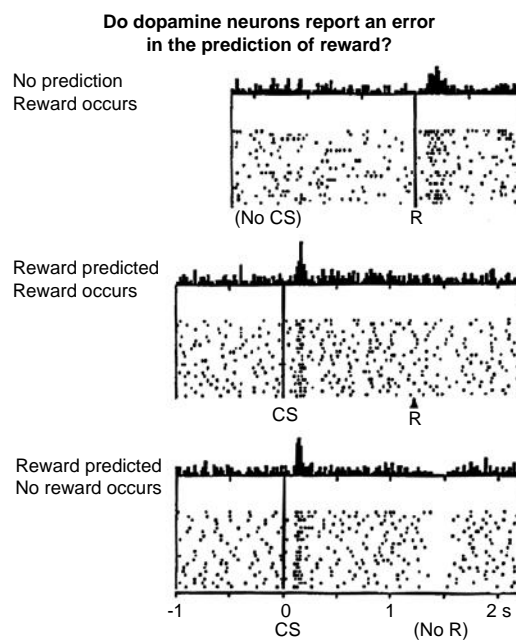 Do dopamine neurons report an error
in the prediction of reward?
No prediction
Reward occurs
(No CS)
R
Reward predicted
Reward occurs
CS
R
Reward predicted
No reward occurs
-1 0 1 2 s
CS
(No R)